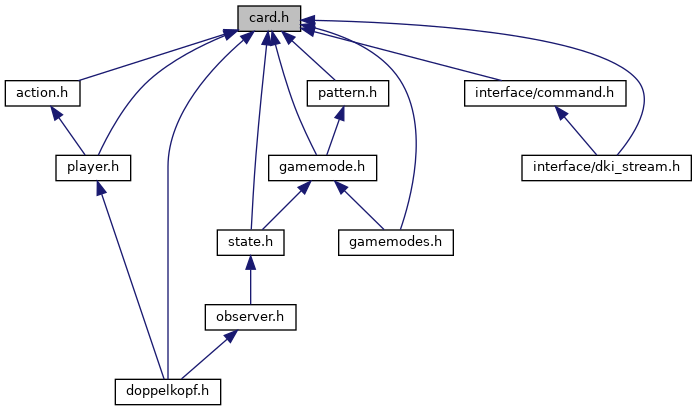 card.h
action.h
pattern.h
interface/command.h
player.h
gamemode.h
interface/dki_stream.h
state.h
gamemodes.h
observer.h
doppelkopf.h